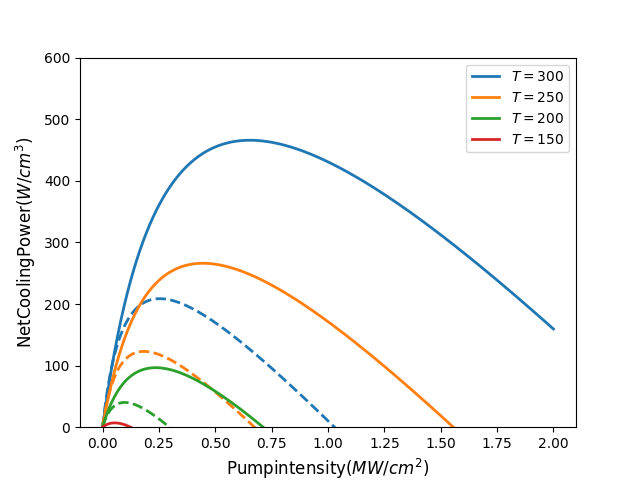 600
500
400
300
200
100
0
NetCoolingPower(W/cm³)
T = 300
T = 250
T = 200
T = 150
0.00 0.25 0.50 0.75 1.00 1.25 1.50 1.75 2.00
Pumpintensity(MW/cm²)